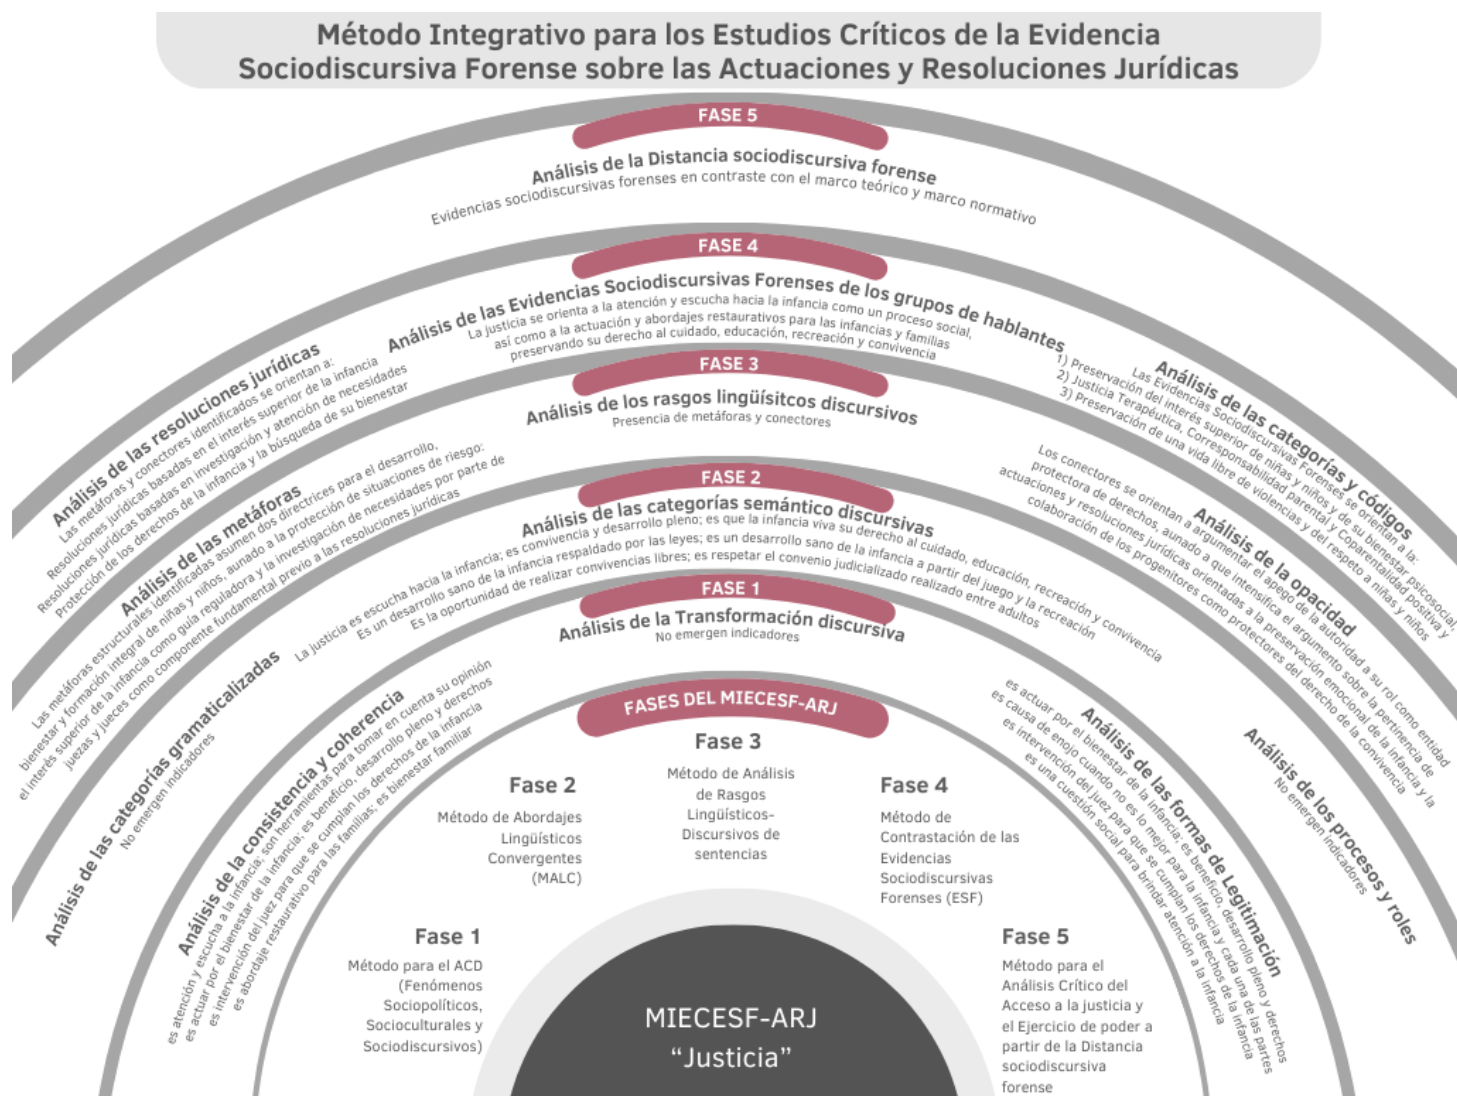 Método Integrativo para los Estudios Críticos de la Evidencia
Sociodiscursiva Forense sobre las Actuaciones y Resoluciones Jurídicas
FASE 5
Análisis de la Distancia sociodiscursiva forense
Evidencias sociodiscursivas forenses en contraste con el marco teórico y marco normativo
FASE 4
Análisis de las Evidencias Sociodiscursivas Forenses de los grupos de hablantes
La justicia se orienta a la atención y escucha hacia la infancia como un proceso social,
así como a la actuación y abordajes restaurativos para las infancias y familias
preservando su derecho al cuidado, educación, recreación y convivencia
Análisis de las resoluciones jurídicas
Las metáforas y conectores identificados se orientan a:
Resoluciones jurídicas basadas en el interés superior de la infancia
Resoluciones jurídicas basadas en investigación y atención de necesidades
Protección de los derechos de la infancia y la búsqueda de su bienestar
Análisis de las categorías y códigos
Las Evidencias Sociodiscursivas Forenses se orientan a la:
1) Preservación del interés superior de niñas y niños y de su bienestar psicosocial,
2) Justicia Terapéutica, Corresponsabilidad parental y Coparentalidad positiva y
3) Preservación de una vida libre de violencias y del respeto a niñas y niños
FASE 3
Análisis de los rasgos lingüísitcos discursivos
Presencia de metáforas y conectores
Análisis de las metáforas
Las metáforas estructurales identificadas asumen dos directrices para el desarrollo,
bienestar y formación integral de niñas y niños, aunado a la protección de situaciones de riesgo:
el interés superior de la infancia como guía reguladora y la investigación de necesidades por parte de
juezas y jueces como componente fundamental previo a las resoluciones jurídicas
Análisis de la opacidad
Los conectores se orientan a argumentar el apego de la autoridad a su rol como entidad
protectora de derechos, aunado a que intensifica el argumento sobre la pertinencia de
actuaciones y resoluciones jurídicas orientadas a la preservación emocional de la infancia y la
colaboración de los progenitores como protectores del derecho de la convivencia
FASE 2
Análisis de las categorías semántico discursivas
La justicia es escucha hacia la infancia; es convivencia y desarrollo pleno; es que la infancia viva su derecho al cuidado, educación, recreación y convivencia
Es un desarrollo sano de la infancia respaldado por las leyes; es un desarrollo sano de la infancia a partir del juego y la recreación
Es la oportunidad de realizar convivencias libres; es respetar el convenio judicializado realizado entre adultos
Análisis de las categorías gramaticalizadas
No emergen indicadores
Análisis de los procesos y roles
No emergen indicadores
FASE 1
Análisis de la Transformación discursiva
No emergen indicadores
Análisis de la consistencia y coherencia
es atención y escucha a la infancia; son herramientas para tomar en cuenta su opinión
es actuar por el bienestar de la infancia; es beneficio, desarrollo pleno y derechos
es intervención del juez para que se cumplan los derechos de la infancia
es abordaje restaurativo para las familias; es bienestar familiar
Análisis de las formas de Legitimación
es actuar por el bienestar de la infancia; es beneficio, desarrollo pleno y derechos
es causa de enojo cuando no es lo mejor para la infancia y cada una de las partes
es intervención del juez para que se cumplan los derechos de la infancia
es una cuestión social para brindar atención a la infancia
FASES DEL MIECESF-ARJ
Fase 1
Método para el ACD
(Fenómenos
Sociopolíticos,
Socioculturales y
Sociodiscursivos)
Fase 2
Método de Abordajes
Lingüísticos
Convergentes
(MALC)
Fase 3
Método de Análisis
de Rasgos
Lingüísticos-
Discursivos de
sentencias
Fase 4
Método de
Contrastación de las
Evidencias
Sociodiscursivas
Forenses (ESF)
Fase 5
Método para el
Análisis Crítico del
Acceso a la justicia y
el Ejercicio de poder a
partir de la Distancia
sociodiscursiva
forense
MIECESF-ARJ
“Justicia”